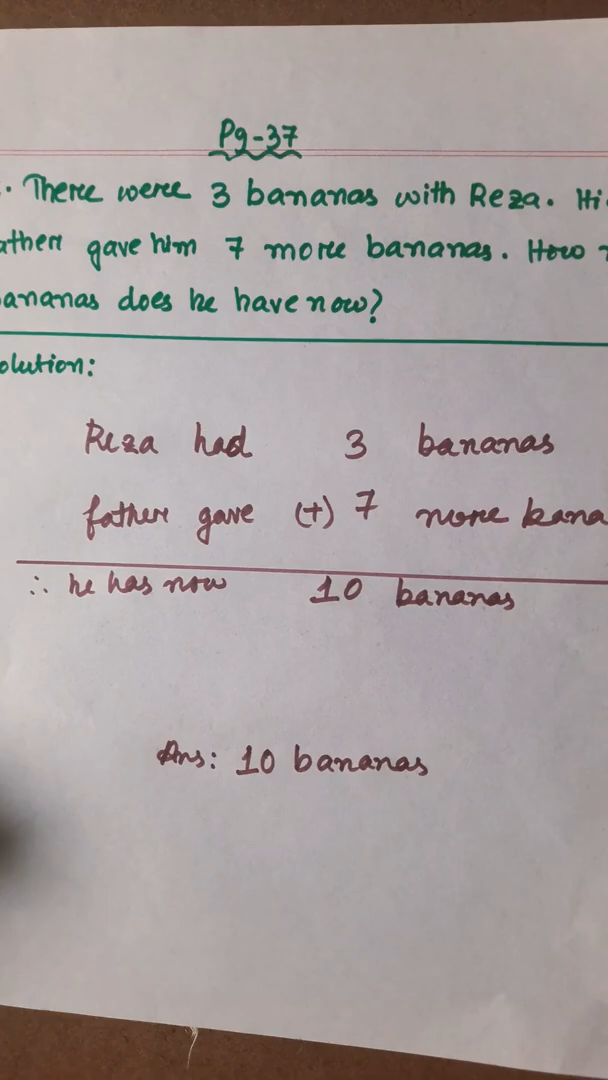 Pg-37
. There were 3 bananas with Reza. Hi
ather gave him 7 more bananas. How
ananas does he have now?
olution:
Reza had 3 bananas
father gave (+) 7 more bana
∴ he has now 10 bananas
Ans: 10 bananas